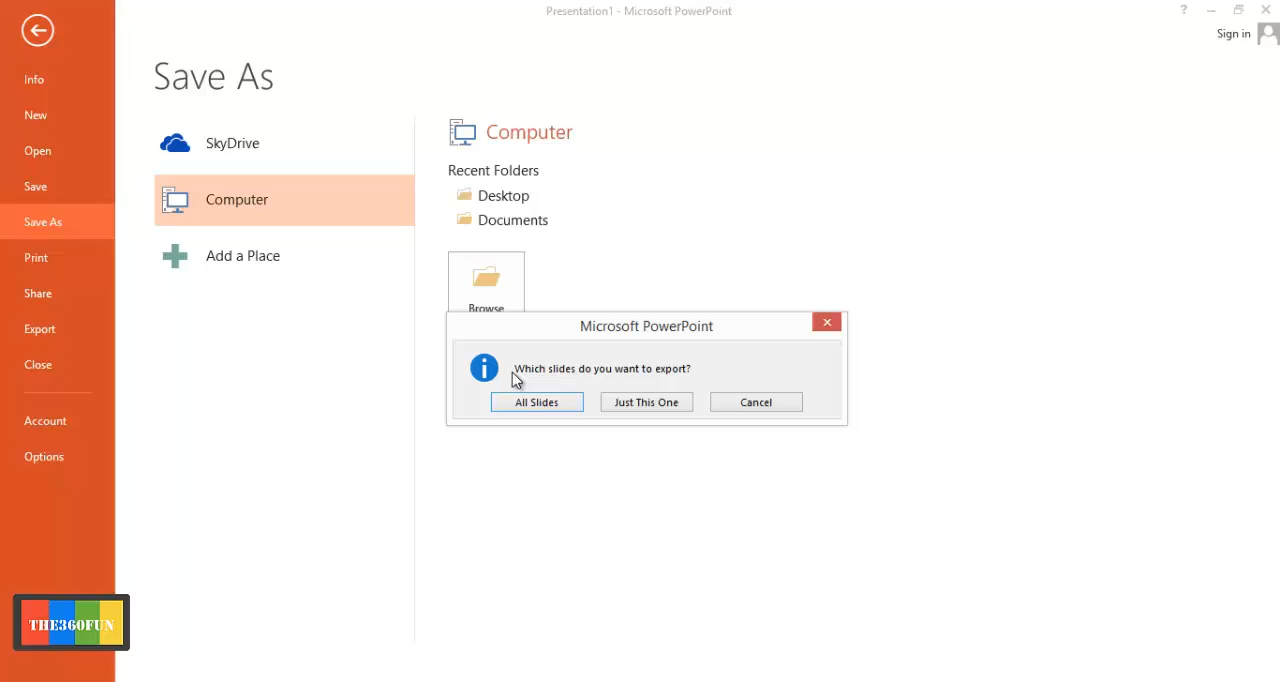 Presentation1 - Microsoft PowerPoint
?
Sign in
Info
New
Open
Save
Save As
Print
Share
Export
Close
Account
Options
Save As
SkyDrive
Computer
Add a Place
Computer
Recent Folders
Desktop
Documents
Browse
Microsoft PowerPoint
Which slides do you want to export?
All Slides
Just This One
Cancel
THE360FUN